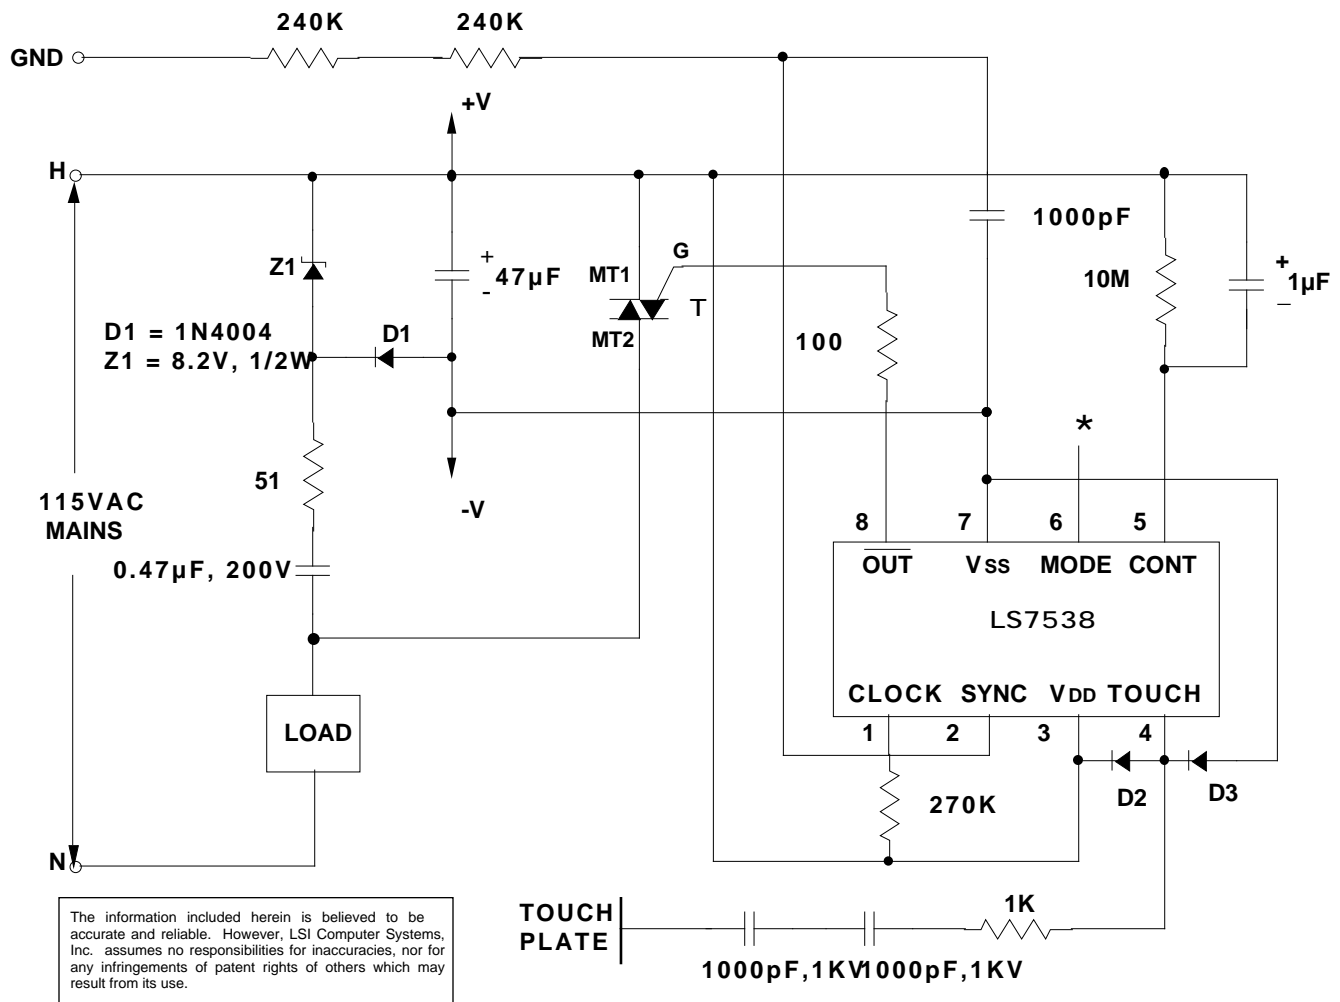 240K 240K
GND
+V
H
1000pF
G
Z1
+
47µF
-
MT1
10M
+
1µF
–
T
D1 = 1N4004
D1
MT2
100
Z1 = 8.2V, 1/2W
*
51
115VAC
MAINS
-V
8 7 6 5
0.47µF, 200V
OUT VSS MODE CONT
LS7538
CLOCK SYNC VDD TOUCH
LOAD
1 2 3 4
D2 D3
270K
N
TOUCH
PLATE
1K
1000pF,1KV 1000pF,1KV
The information included herein is believed to be
accurate and reliable. However, LSI Computer Systems,
Inc. assumes no responsibilities for inaccuracies, nor for
any infringements of patent rights of others which may
result from its use.